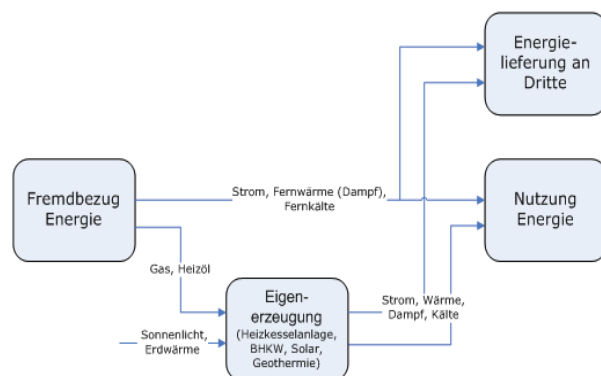 Energie-
lieferung an
Dritte
Fremdbezug
Energie
Strom, Fernwärme (Dampf),
Fernkälte
Nutzung
Energie
Gas, Heizöl
Eigen-
erzeugung
(Heizkesselanlage,
BHKW, Solar,
Geothermie)
Strom, Wärme,
Dampf, Kälte
Sonnenlicht,
Erdwärme